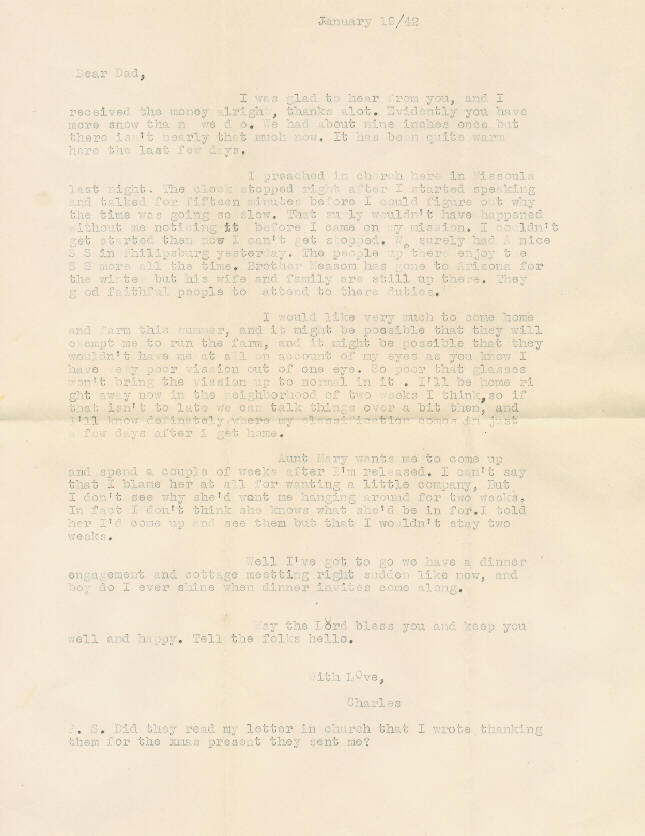 January 19/42
Dear Dad,
I was glad to hear from you, and I
received the money alright, thanks alot. Evidently you have
more snow tha n we d o. We had about nine inches once but
there isn't nearly that much now. It has been quite warm
here the last few days.
I preached in church here in Missoula
last night. The clock stopped right after I started speaking
and talked for fifteen minutes before I could figure out why
the time was going so slow. That surly wouldn't have happened
without me noticing it before I came on my mission. I couldn't
get started then now I can't get stopped. We surely had A nice
S S in Philipsburg yesterday. The people up there enjoy t e
S S more all the time. Brother Measom has gone to Arizona for
the winter but his wife and family are still up there. They
g od faithful people to attend to there duties.
I would like very much to come home
and farm this summer, and it might be possible that they will
exempt me to run the farm, and it might be possible that they
wouldn't have me at all on account of my eyes as you know I
have very poor vission out of one eye. So poor that glasses
won't bring the vission up to normal in it . I'll be home ri
ght away now in the neighborhood of two weeks I think,so if
that isn't to late we can talk things over a bit then, and
I'll know definately where my classification comes in just
a few days after i get home.
Aunt Mary wants me to come up
and spend a couple of weeks after I'm released. I can't say
that I blame her at all for wanting a little company, But
I don't see why she'd want me hanging around for two weeks.
In fact I don't think she knows what she'd be in for.I told
her I'd come up and see them but that I wouldn't stay two
weeks.
Well I've got to go we have a dinner
engagement and cottage meetting right sudden like now, and
boy do I ever shine when dinner invites come along.
May the Lord bless you and keep you
well and happy. Tell the folks hello.
With LOve,
Charles
P. S. Did they read my letter in church that I wrote thanking
them for the xmas present they sent me?